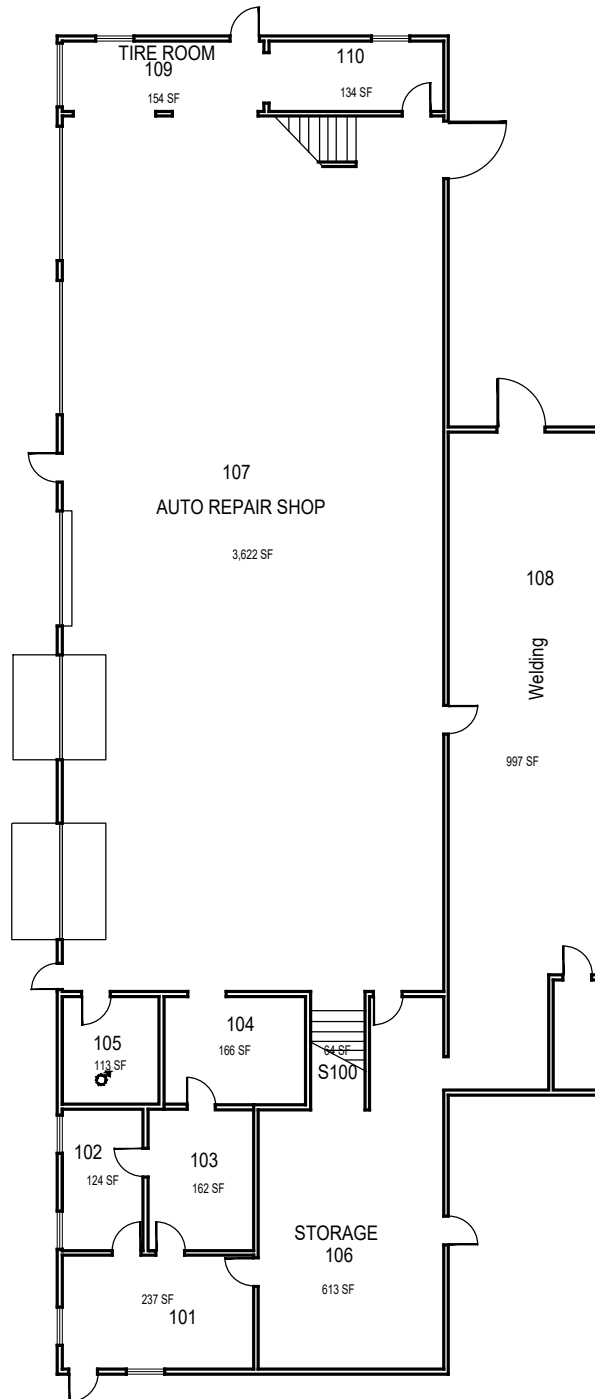 TIRE ROOM
109
154 SF
110
134 SF
107
AUTO REPAIR SHOP
3,622 SF
108
Welding
997 SF
105
113 SF
104
166 SF
64 SF
S100
102
124 SF
103
162 SF
STORAGE
106
613 SF
237 SF
101